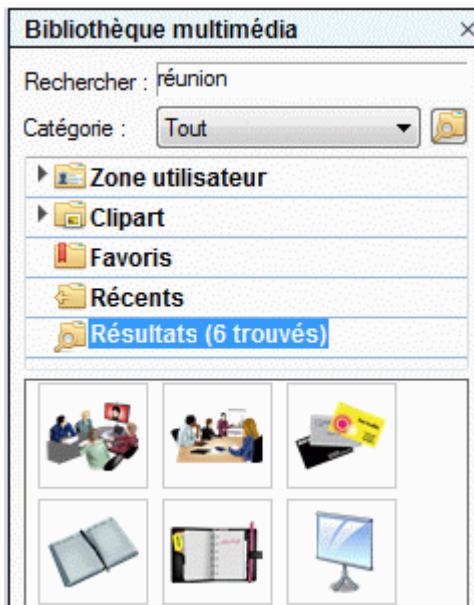 Bibliothèque multimédia
Rechercher : réunion
Catégorie : Tout
Zone utilisateur
Clipart
Favoris
Récents
Résultats (6 trouvés)